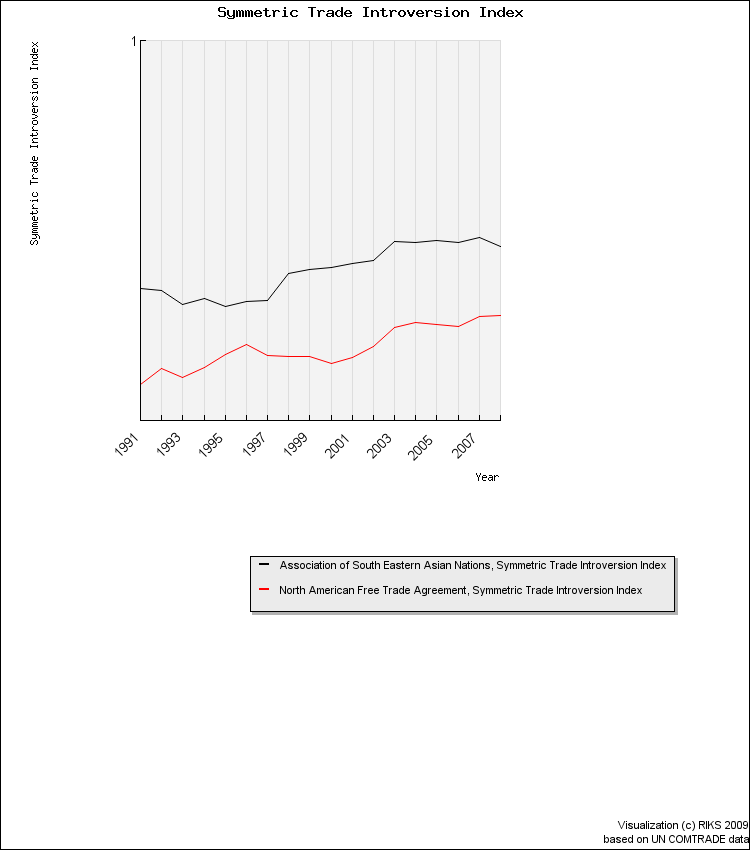 Symmetric Trade Introversion Index
Symmetric Trade Introversion Index
1
1991 1993 1995 1997 1999 2001 2003 2005 2007
Year
Association of South Eastern Asian Nations, Symmetric Trade Introversion Index
North American Free Trade Agreement, Symmetric Trade Introversion Index
Visualization (c) RIKS 2009
based on UN COMTRADE data